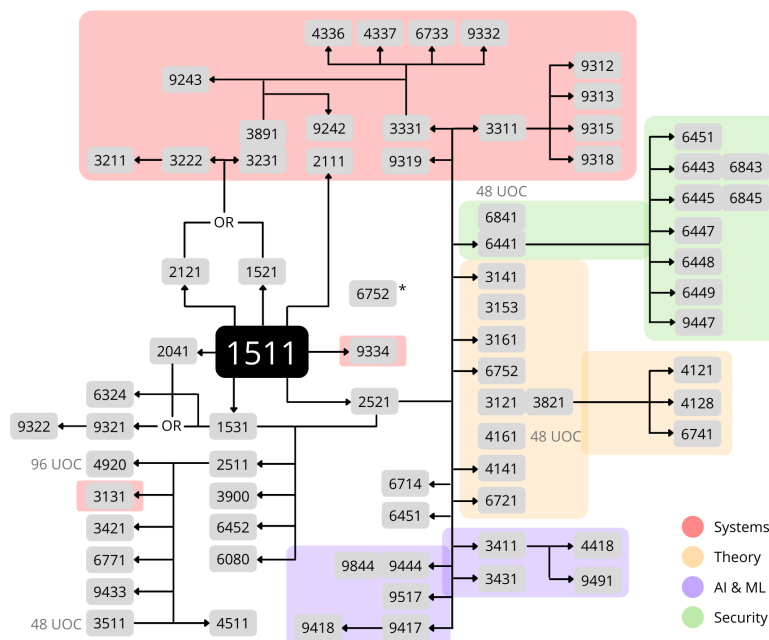 4336 4337 6733 9332
9243
9312
9313
3891 9242 3331 3311 9315
3211 3222 3231 2111 9319 9318
6451
6443 6843
48 UOC
6445 6845
6841
OR
6441
6447
6448
2121 1521
3141
6752 *
6449
3153
9447
3161
2041 1511 9334
6752
4121
6324
2521 3121 3821 4128
9322 9321 OR 1531
4161 48 UOC 6741
96 UOC 4920 2511
4141
6714
3131 3900
6721
6451
3421 6452
Systems
3411 4418
6771 6080
Theory
9844 9444
3431 9491
AI & ML
9433
9517
Security
48 UOC 3511 4511
9418 9417